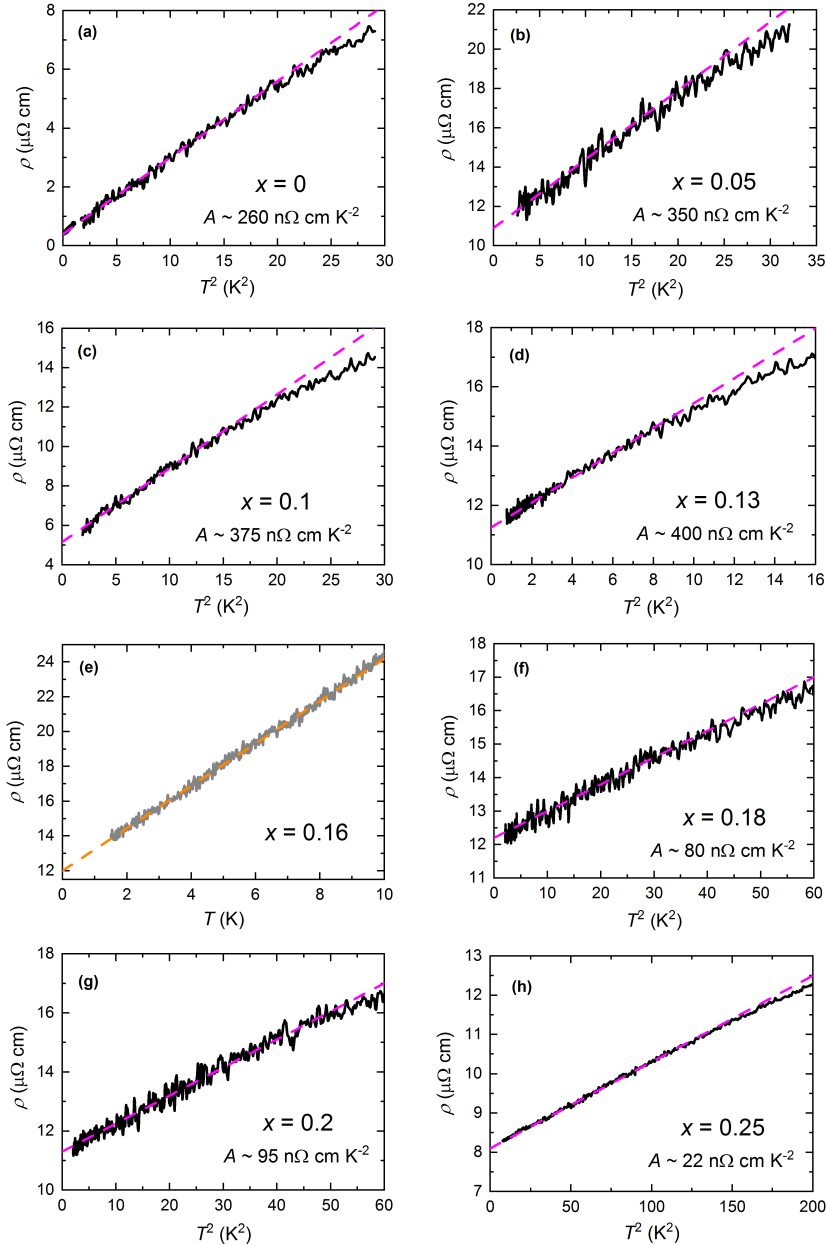 (a)
8
6
4
2
0
ρ (μΩ cm)
x = 0
A ~ 260 nΩ cm K-2
0 5 10 15 20 25 30
T2 (K2)
(b)
22
20
18
16
14
12
10
ρ (μΩ cm)
x = 0.05
A ~ 350 nΩ cm K-2
0 5 10 15 20 25 30 35
T2 (K2)
(c)
16
14
12
10
8
6
4
ρ (μΩ cm)
x = 0.1
A ~ 375 nΩ cm K-2
0 5 10 15 20 25 30
T2 (K2)
(d)
18
16
14
12
10
ρ (μΩ cm)
x = 0.13
A ~ 400 nΩ cm K-2
0 2 4 6 8 10 12 14 16
T2 (K2)
(e)
24
22
20
18
16
14
12
ρ (μΩ cm)
x = 0.16
0 2 4 6 8 10
T (K)
(f)
18
17
16
15
14
13
12
11
ρ (μΩ cm)
x = 0.18
A ~ 80 nΩ cm K-2
0 10 20 30 40 50 60
T2 (K2)
(g)
18
16
14
12
10
ρ (μΩ cm)
x = 0.2
A ~ 95 nΩ cm K-2
0 10 20 30 40 50 60
T2 (K2)
(h)
13
12
11
10
9
8
7
ρ (μΩ cm)
x = 0.25
A ~ 22 nΩ cm K-2
0 50 100 150 200
T2 (K2)